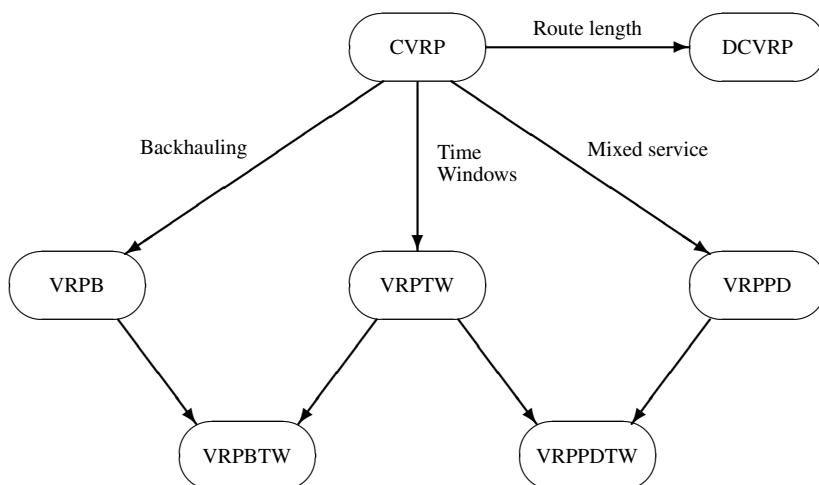 CVRP
Route length
DCVRP
Backhauling
Time
Windows
Mixed service
VRPB
VRPTW
VRPPD
VRPBTW
VRPPDTW